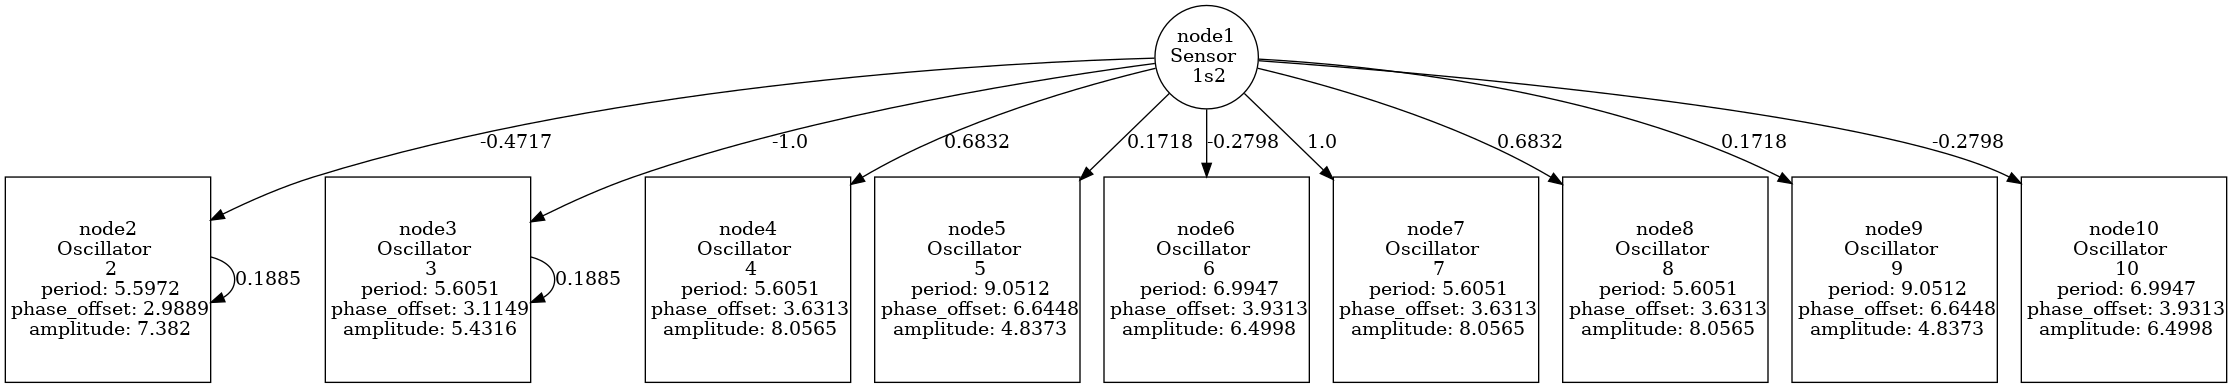 node1
Sensor
1s2
-0.4717
-1.0
0.6832
0.1718
-0.2798
1.0
0.6832
0.1718
-0.2798
node2
Oscillator
2
period: 5.5972
phase_offset: 2.9889
amplitude: 7.382
0.1885
node3
Oscillator
3
period: 5.6051
phase_offset: 3.1149
amplitude: 5.4316
0.1885
node4
Oscillator
4
period: 5.6051
phase_offset: 3.6313
amplitude: 8.0565
node5
Oscillator
5
period: 9.0512
phase_offset: 6.6448
amplitude: 4.8373
node6
Oscillator
6
period: 6.9947
phase_offset: 3.9313
amplitude: 6.4998
node7
Oscillator
7
period: 5.6051
phase_offset: 3.6313
amplitude: 8.0565
node8
Oscillator
8
period: 5.6051
phase_offset: 3.6313
amplitude: 8.0565
node9
Oscillator
9
period: 9.0512
phase_offset: 6.6448
amplitude: 4.8373
node10
Oscillator
10
period: 6.9947
phase_offset: 3.9313
amplitude: 6.4998